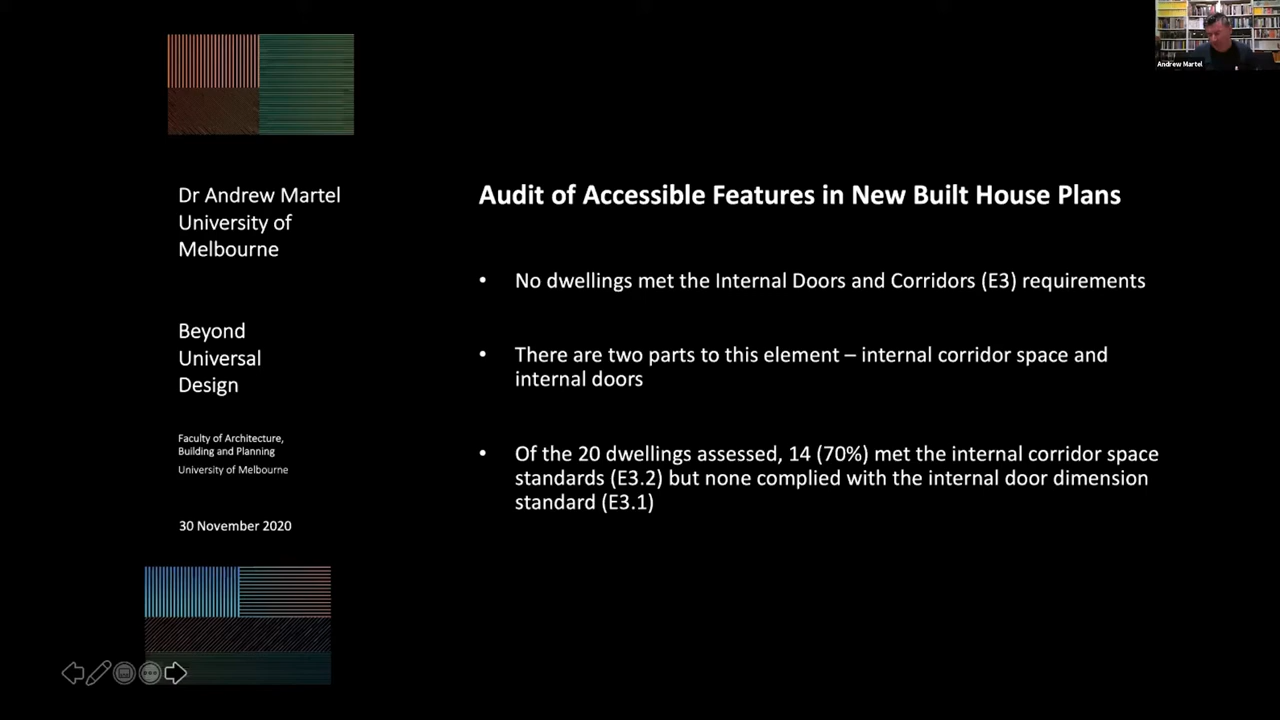 Andrew Martel
Dr Andrew Martel
University of
Melbourne
Beyond
Universal
Design
Faculty of Architecture,
Building and Planning
University of Melbourne
30 November 2020
Audit of Accessible Features in New Built House Plans
• No dwellings met the Internal Doors and Corridors (E3) requirements
• There are two parts to this element – internal corridor space and
internal doors
• Of the 20 dwellings assessed, 14 (70%) met the internal corridor space
standards (E3.2) but none complied with the internal door dimension
standard (E3.1)